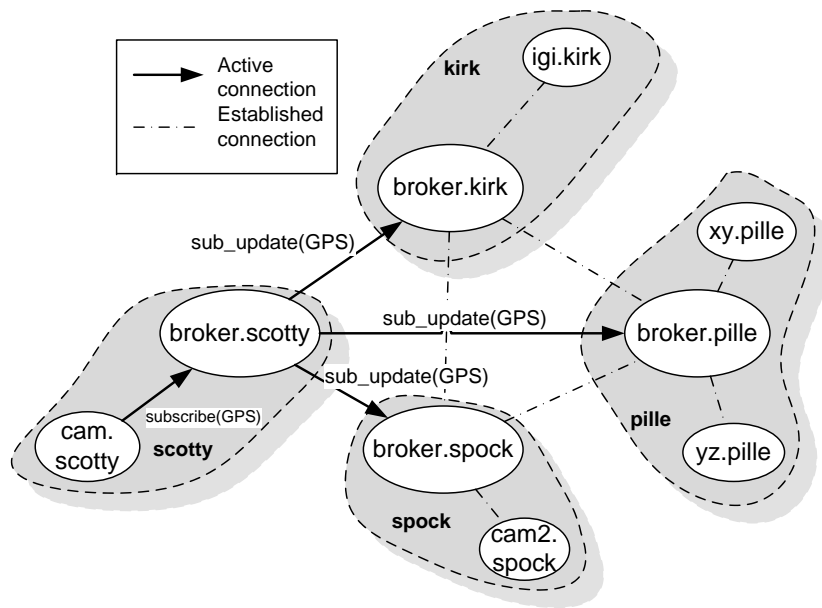 Active
connection
Established
connection
kirk
igi.kirk
broker.kirk
sub_update(GPS)
xy.pille
broker.scotty
sub_update(GPS)
broker.pille
sub_update(GPS)
subscribe(GPS)
cam.
scotty
scotty
pille
broker.spock
yz.pille
spock
cam2.
spock